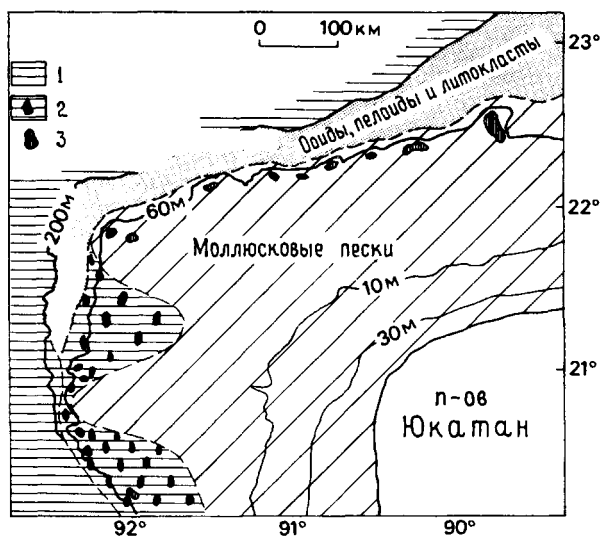 0 100 км
23°
1
2
3
Ооиды, пелоиды и литокласты
200м
60м
22°
Моллюсковые пески
10м
30м
21°
п-ов
Юкатан
92°
91°
90°